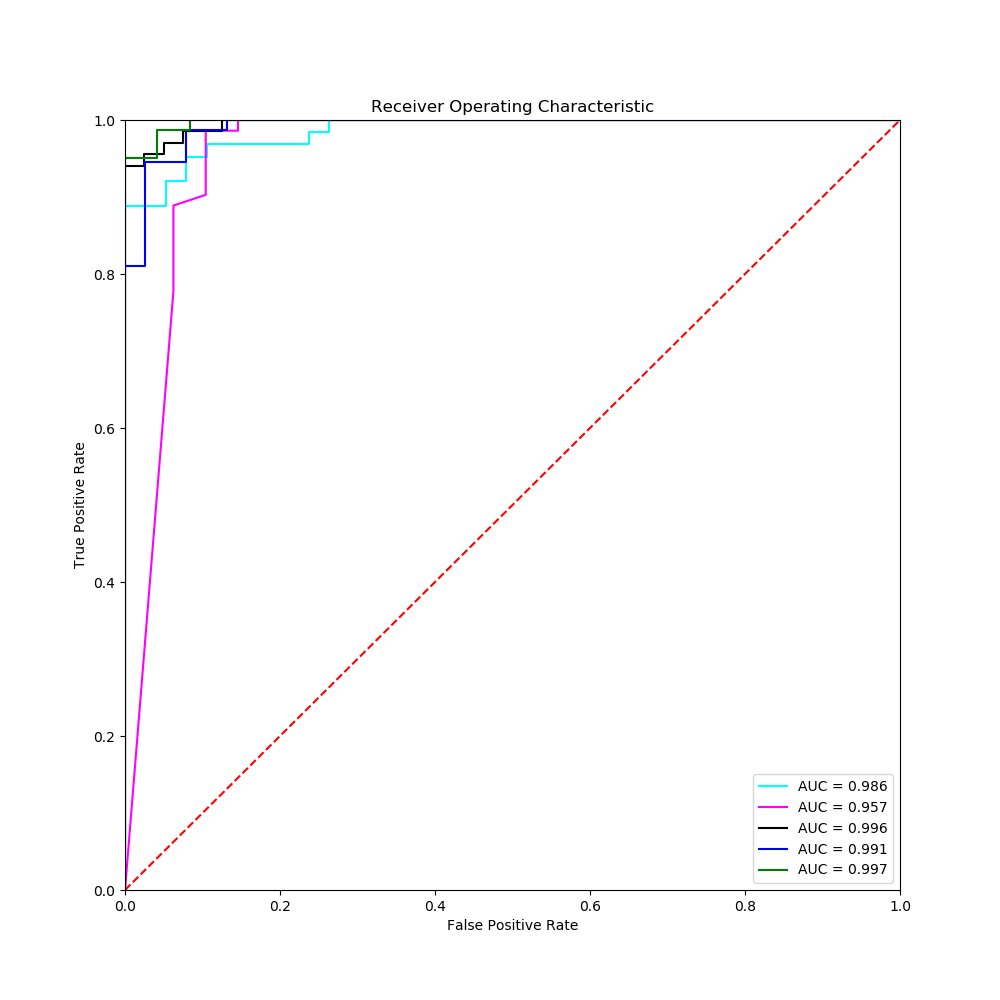 Receiver Operating Characteristic
1.0
0.8
0.6
0.4
0.2
0.0
True Positive Rate
0.0 0.2 0.4 0.6 0.8 1.0
False Positive Rate
AUC = 0.986
AUC = 0.957
AUC = 0.996
AUC = 0.991
AUC = 0.997